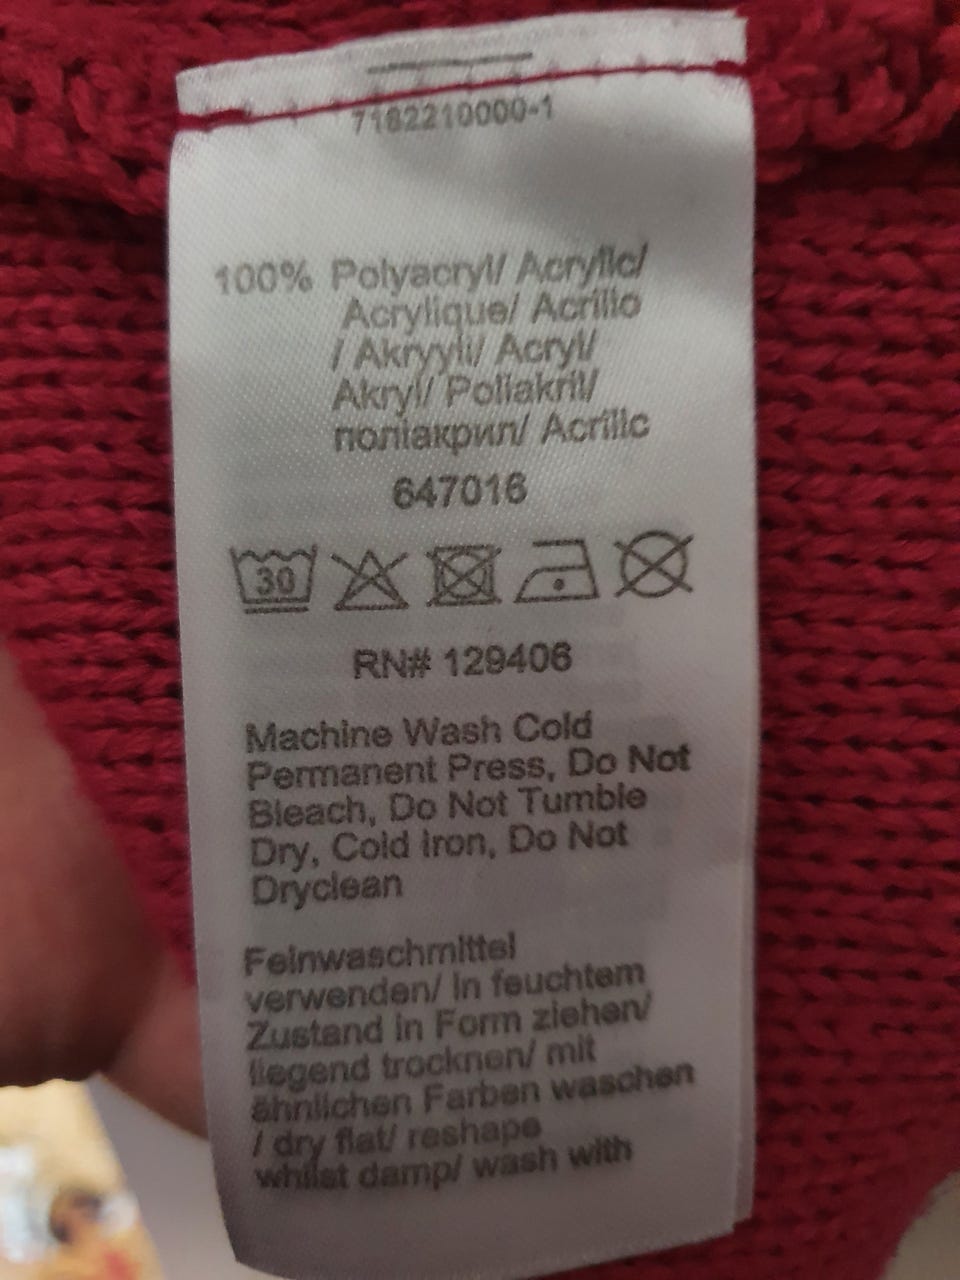 7182210000-1
100% Polyacryl/ Acrylic/
Acrylique/ Acrilio
/ Akryyli/ Acryl/
Akryl/ Poliakril/
поліакрил/ Acrilic
647016
30
RN# 129406
Machine Wash Cold
Permanent Press, Do Not
Bleach, Do Not Tumble
Dry, Cold Iron, Do Not
Dryclean
Feinwaschmittel
verwenden/ in feuchtem
Zustand in Form ziehen/
liegend trocknen/ mit
ähnlichen Farben waschen
/ dry flat/ reshape
whilst damp/ wash with